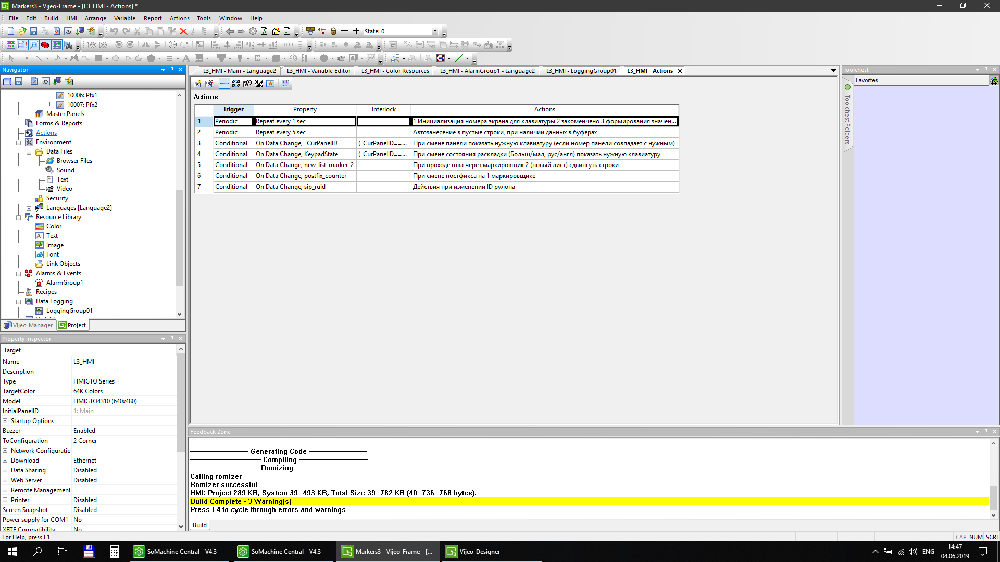 Markers3 - Vijeo-Frame - [L3_HMI - Actions] *
File Edit Build HMI Arrange Variable Report Actions Tools Window Help
State: 0
Navigator
10006: Pfx1
10007: Pfx2
Master Panels
Forms & Reports
Actions
Environment
Data Files
Browser Files
Sound
Text
Video
Security
Languages [Language2]
Resource Library
Color
Text
Image
Font
Link Objects
Alarms & Events
AlarmGroup1
Recipes
Data Logging
LoggingGroup01
Vijeo-Manager Project
Property Inspector
Target
Name L3_HMI
Description
Type HMIGTO Series
TargetColor 64K Colors
Model HMIGTO4310 (640x480)
InitialPanelID 1: Main
Startup Options
Buzzer Enabled
ToConfiguration 2 Corner
Network Configuratio
Download Ethernet
Data Sharing Disabled
Web Server Disabled
Remote Management
Printer Disabled
Screen Snapshot Disabled
Power supply for COM1 No
XBTF Compatibility No
L3_HMI - Main - Language2 L3_HMI - Variable Editor L3_HMI - Color Resources L3_HMI - AlarmGroup1 - Language2 L3_HMI - LoggingGroup01 L3_HMI - Actions
Actions
Trigger Property Interlock Actions
1 Periodic Repeat every 1 sec 1 Инициализация номера экрана для клавиатуры 2 закоменчено 3 формирования значен...
2 Periodic Repeat every 5 sec Автозанесение в пустые строки, при наличии данных в буферах
3 Conditional On Data Change, _CurPanelID (_CurPanelID==... При смене панели показать нужную клавиатуру (если номер панели совпадает с нужным)
4 Conditional On Data Change, KeypadState (_CurPanelID==... При смене состояния раскладки (Больш/мал, рус/англ) показать нужную клавиатуру
5 Conditional On Data Change, new_list_marker_2 При проходе шва через маркировщик 2 (новый лист) сдвингуть строки
6 Conditional On Data Change, postfix_counter При смене постфикса на 1 маркировщике
7 Conditional On Data Change, sip_ruid Действия при изменении ID рулона
Toolchest
Favorites
Toolchest Folders
Feedback Zone
Generating Code
Compiling
Romizing
Calling romizer
Romizer successful
HMI: Project 289 KB, System 39 493 KB, Total Size 39 782 KB (40 736 768 bytes).
Build Complete - 3 Warning(s)
Press F4 to cycle through errors and warnings
Build
For Help, press F1
CAP NUM SCRL
SoMachine Central - V4.3 SoMachine Central - V4.3 Markers3 - Vijeo-Frame - [... Vijeo-Designer
ENG
14:47
04.06.2019